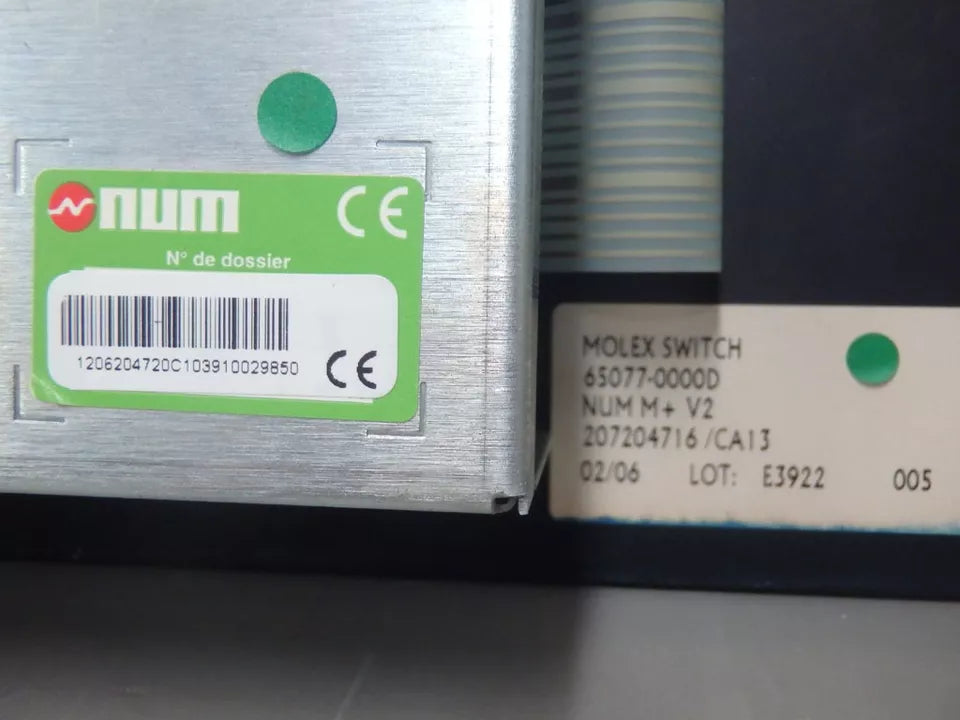 num CE
N° de dossier
1206204720C103910029850 CE
MOLEX SWITCH
65077-0000D
NUM M+ V2
207204716 /CA13
02/06 LOT: E3922 005